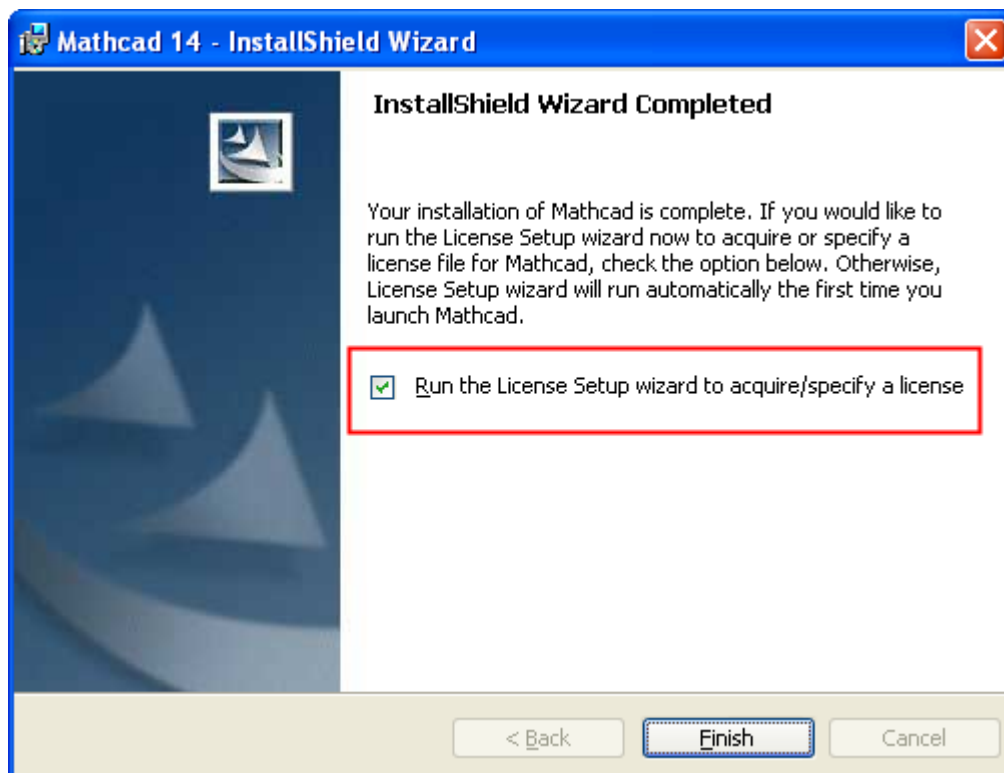 Mathcad 14 - InstallShield Wizard
InstallShield Wizard Completed
Your installation of Mathcad is complete. If you would like to
run the License Setup wizard now to acquire or specify a
license file for Mathcad, check the option below. Otherwise,
License Setup wizard will run automatically the first time you
launch Mathcad.
Run the License Setup wizard to acquire/specify a license
< Back
Finish
Cancel